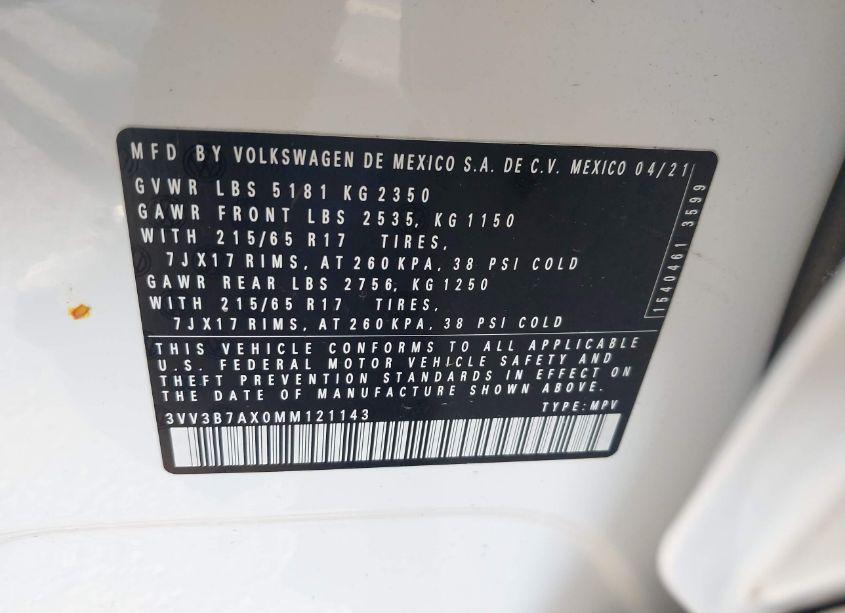 MFD BY VOLKSWAGEN DE MEXICO S.A. DE C.V. MEXICO 04/21
GVWR LBS 5181 KG 2350
GAWR FRONT LBS 2535, KG 1150
WITH 215/65 R17 TIRES,
7JX17 RIMS, AT 260 KPA, 38 PSI COLD
GAWR REAR LBS 2756, KG 1250
WITH 215/65 R17 TIRES,
7JX17 RIMS, AT 260 KPA, 38 PSI COLD
1540461 3599
THIS VEHICLE CONFORMS TO ALL APPLICABLE
U.S. FEDERAL MOTOR VEHICLE SAFETY AND
THEFT PREVENTION STANDARDS IN EFFECT ON
THE DATE OF MANUFACTURE SHOWN ABOVE.
3VV3B7AX0MM121143 TYPE: MPV